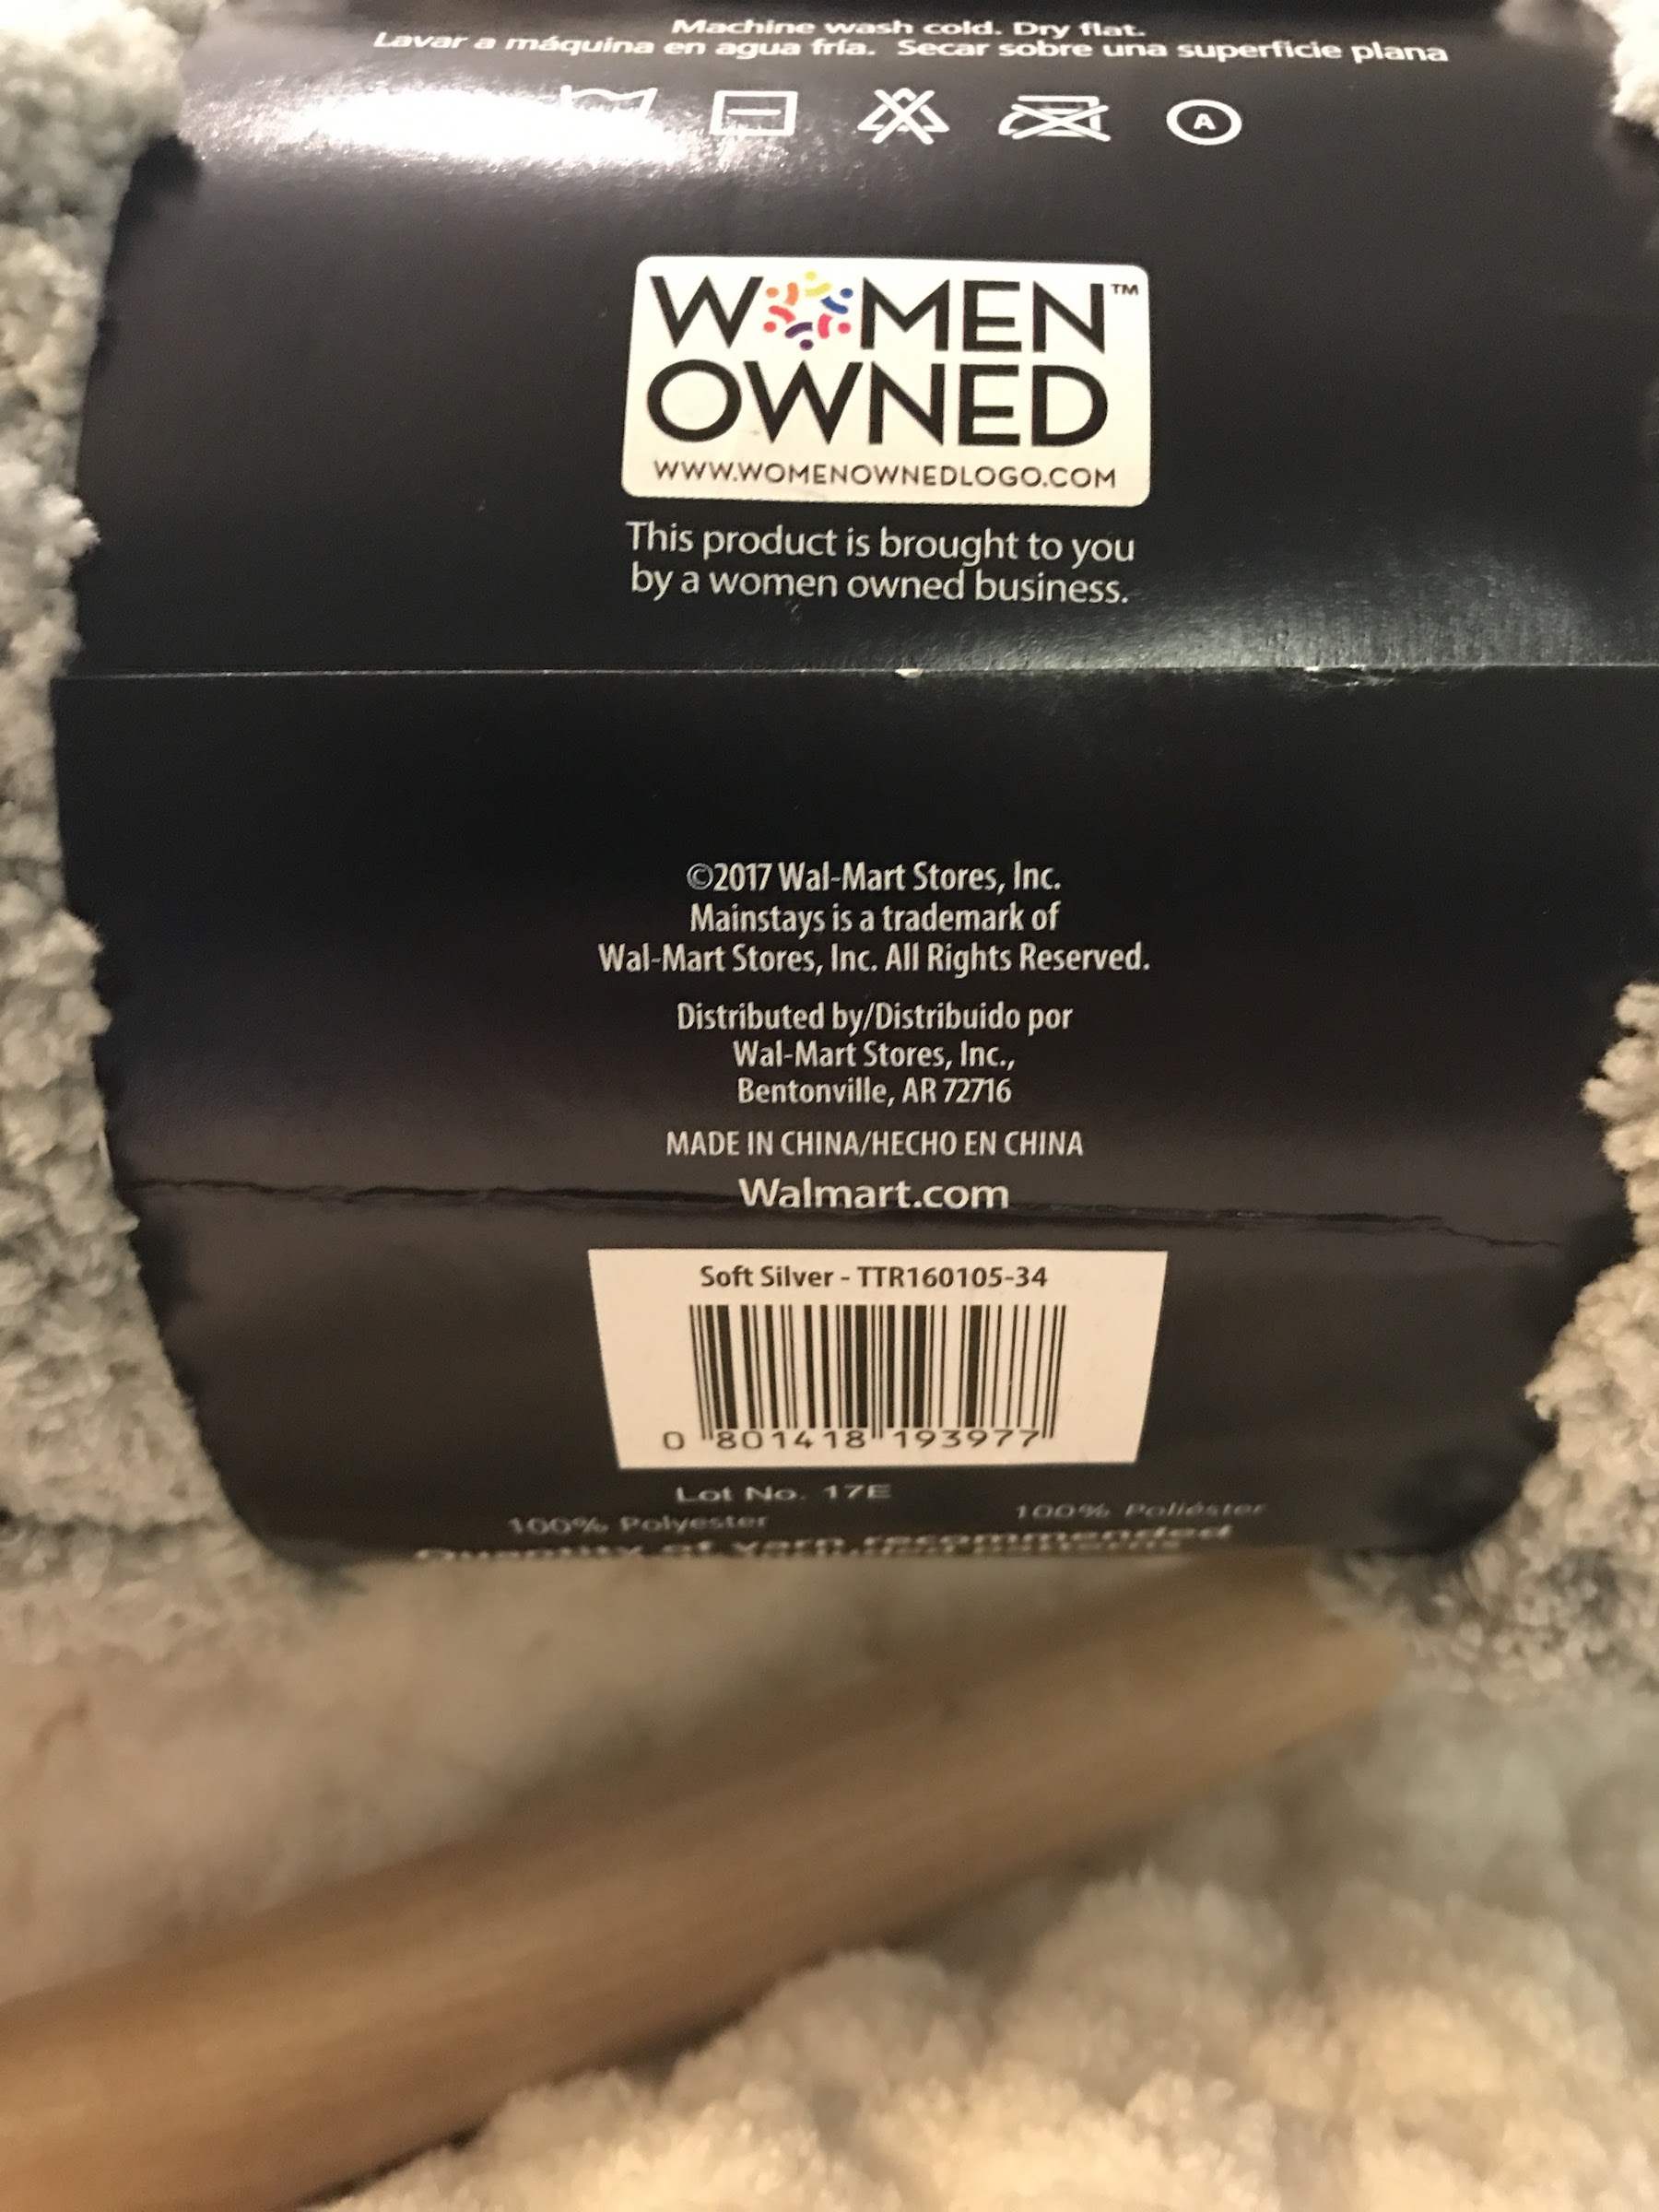 Machine wash cold. Dry flat.
Lavar a máquina en agua fría. Secar sobre una superficie plana
A
WOMEN™
OWNED
WWW.WOMENOWNEDLOGO.COM
This product is brought to you
by a women owned business.
©2017 Wal-Mart Stores, Inc.
Mainstays is a trademark of
Wal-Mart Stores, Inc. All Rights Reserved.
Distributed by/Distribuido por
Wal-Mart Stores, Inc.,
Bentonville, AR 72716
MADE IN CHINA/HECHO EN CHINA
Walmart.com
Soft Silver - TTR160105-34
0 801418 193977
Lot No. 17E
100% Polyester 100% Poliéster
Quantity of yarn recommended